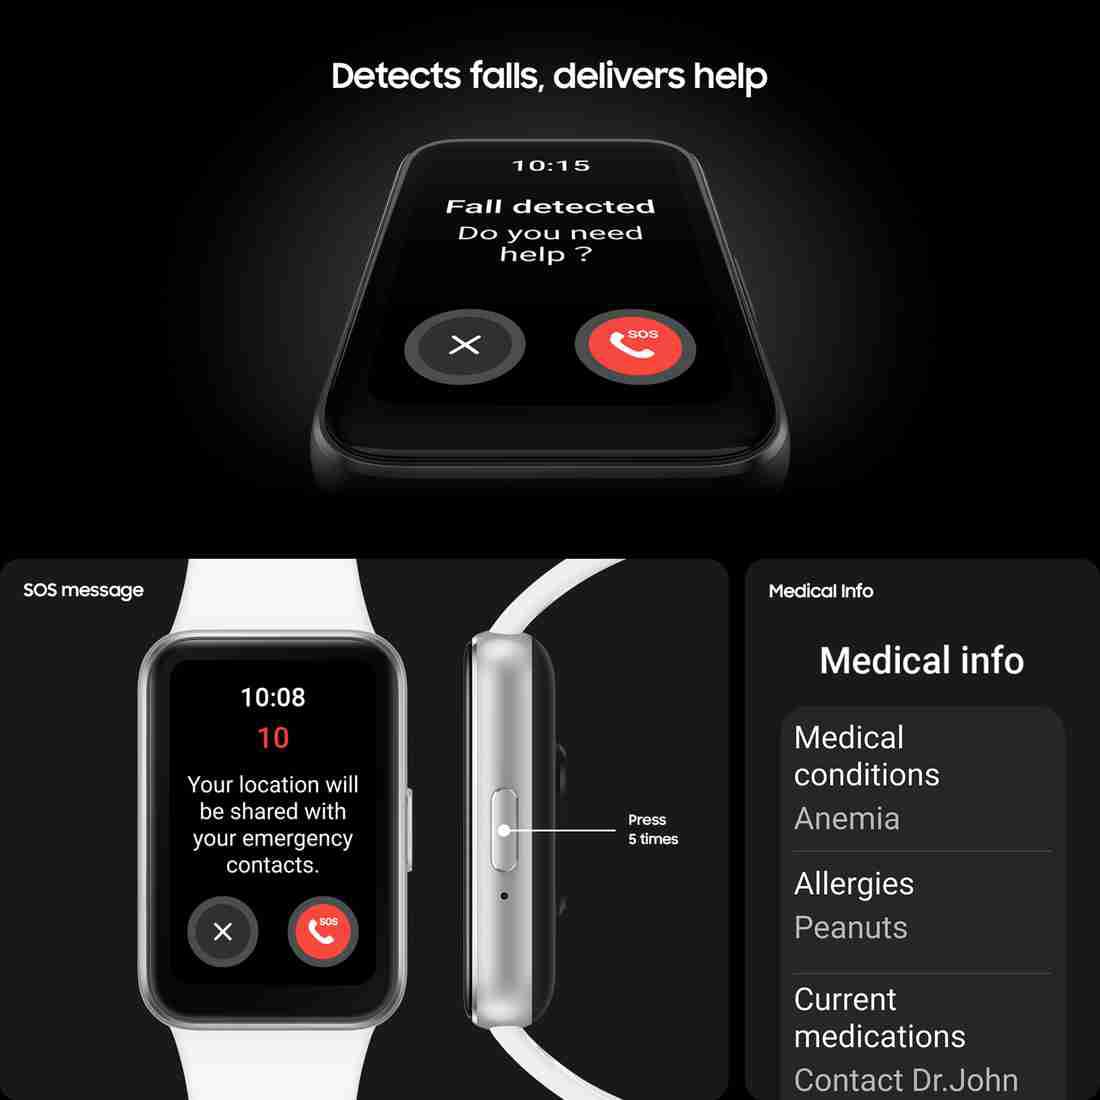 Detects falls, delivers help
10:15
Fall detected
Do you need
help ?
SOS
SOS message
10:08
10
Your location will
be shared with
your emergency
contacts.
SOS
Press
5 times
Medical Info
Medical info
Medical
conditions
Anemia
Allergies
Peanuts
Current
medications
Contact Dr.John